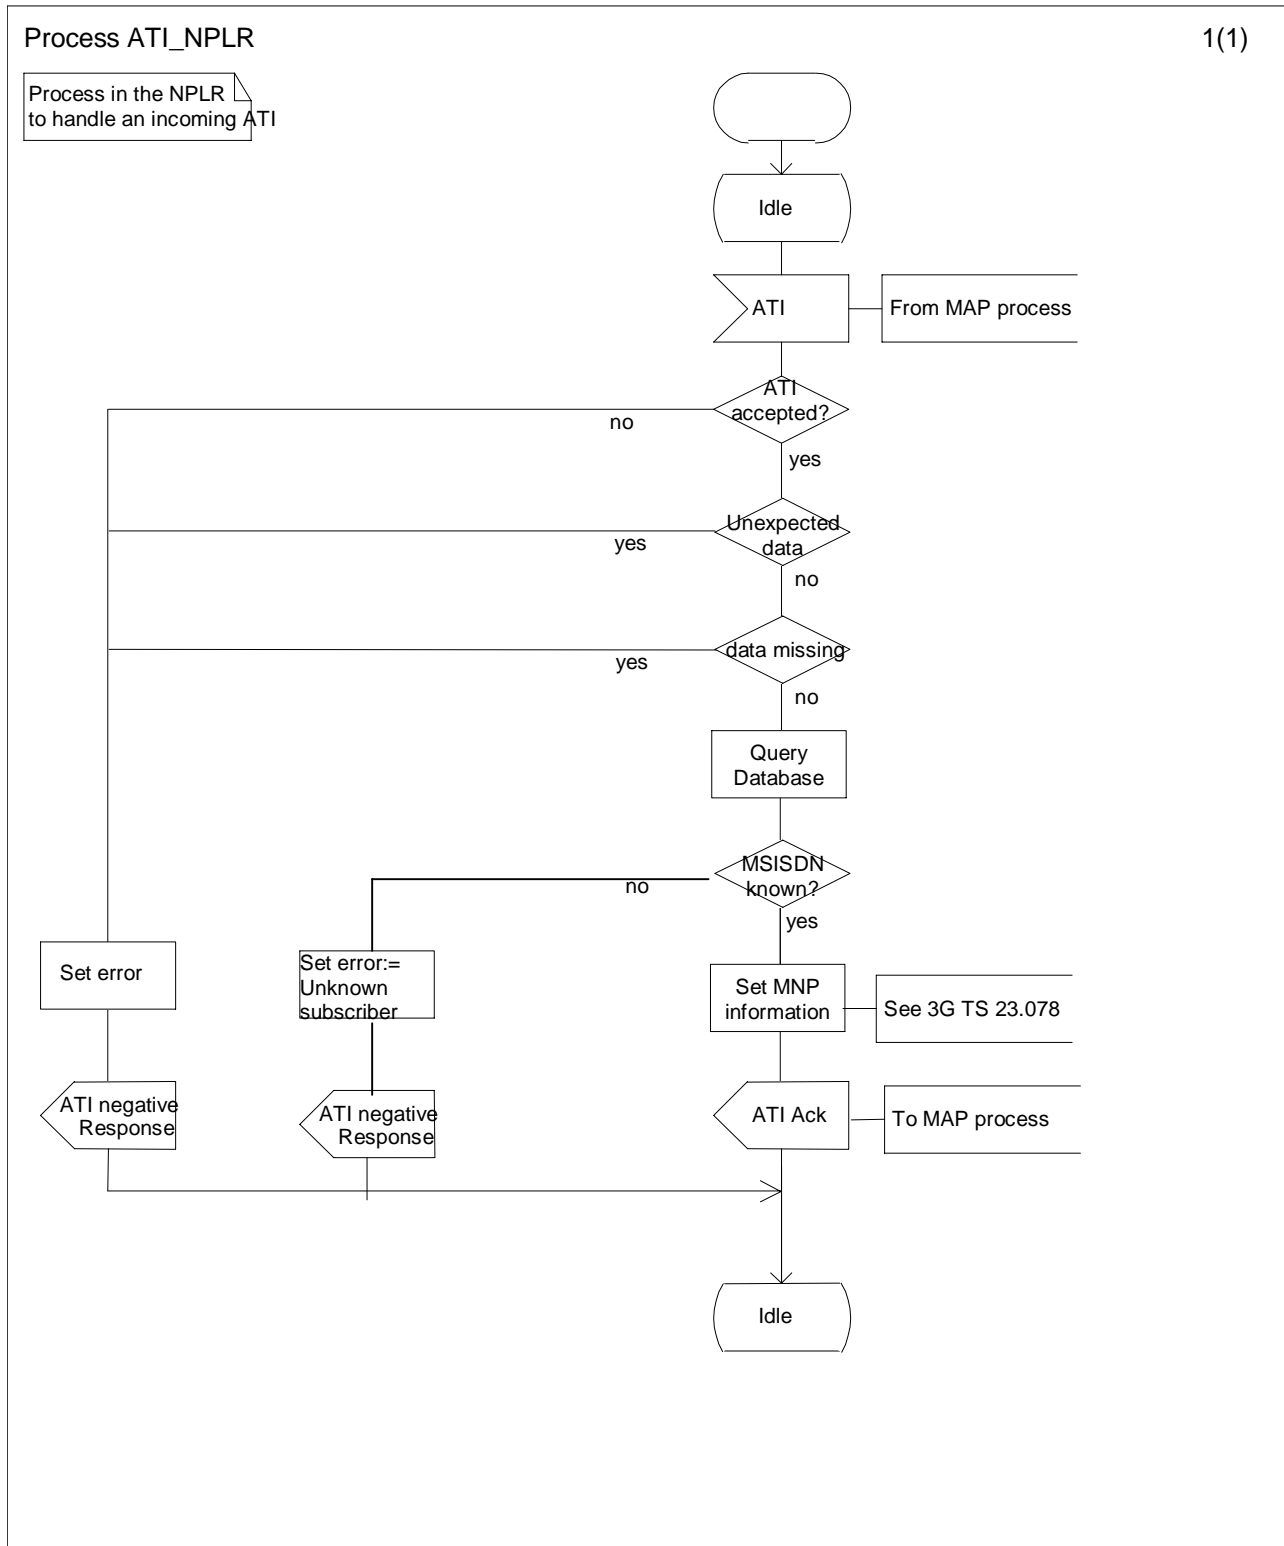 Process ATI_NPLR
1(1)
Process in the NPLR
to handle an incoming ATI
Idle
ATI
From MAP process
ATI
accepted?
no
yes
Unexpected
data
yes
no
data missing
yes
no
Query
Database
MSISDN
known?
no
yes
Set error
Set error:=
Unknown
subscriber
Set MNP
information
See 3G TS 23.078
ATI negative
Response
ATI negative
Response
ATI Ack
To MAP process
Idle